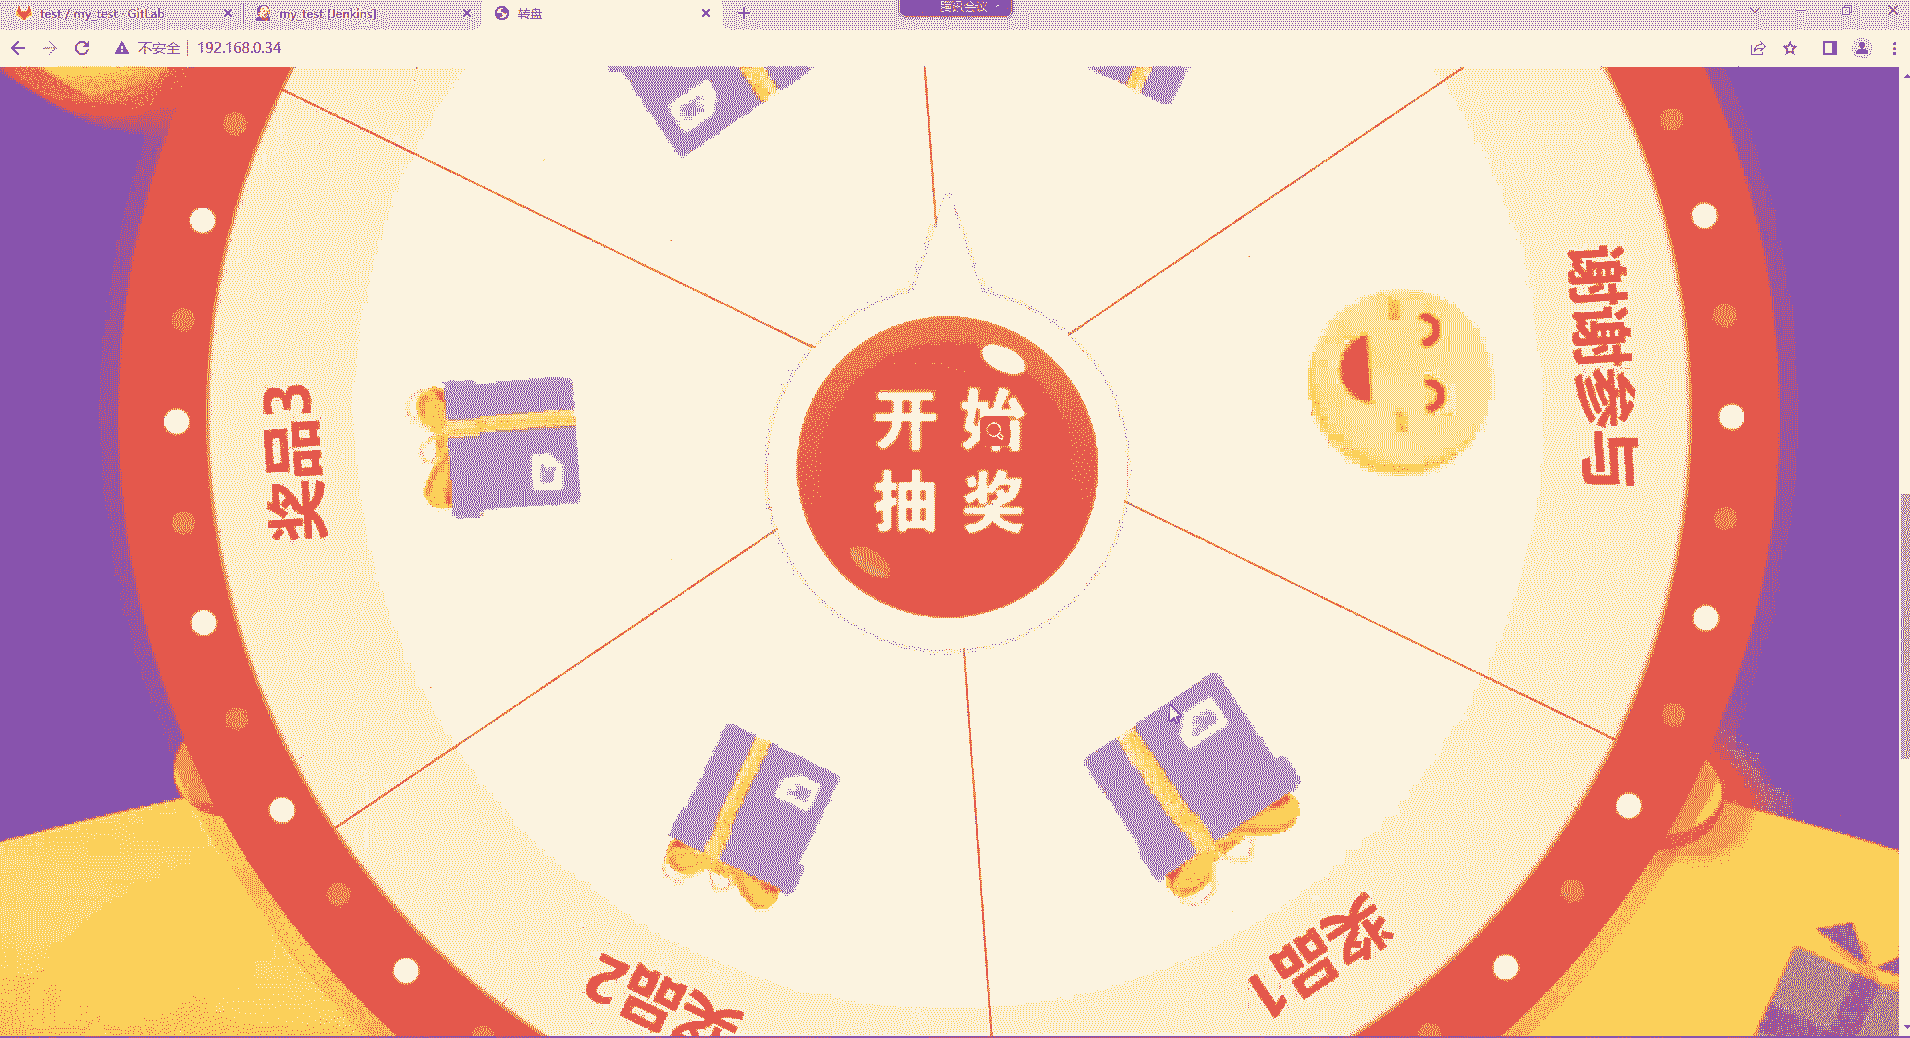 test / my_test · GitLab
my_test [Jenkins]
转盘
腾讯会议
不安全
192.168.0.34
谢谢参与
奖品3
开始
抽奖
奖品2
奖品1